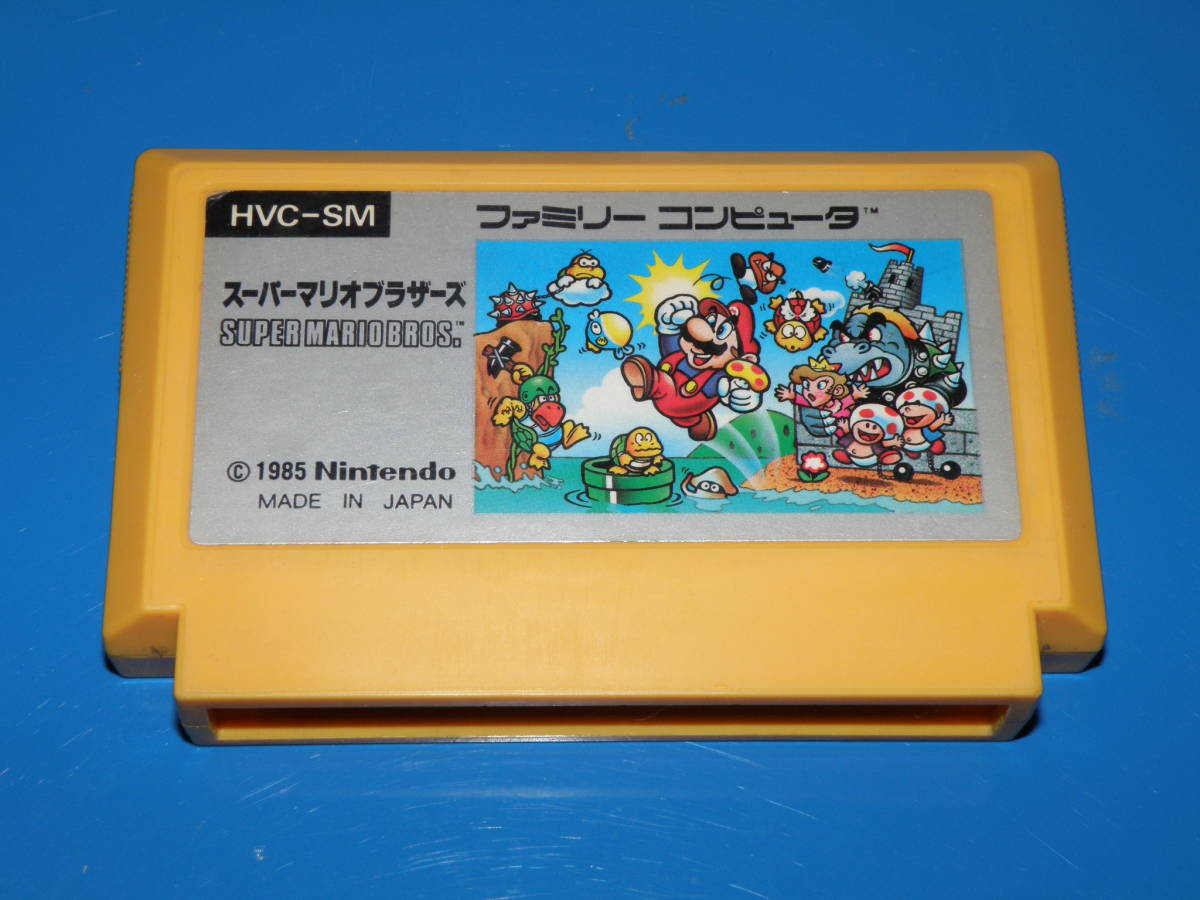 HVC-SM
ファミリー コンピュータ™
スーパーマリオブラザーズ
SUPER MARIO BROS.™
© 1985 Nintendo
MADE IN JAPAN